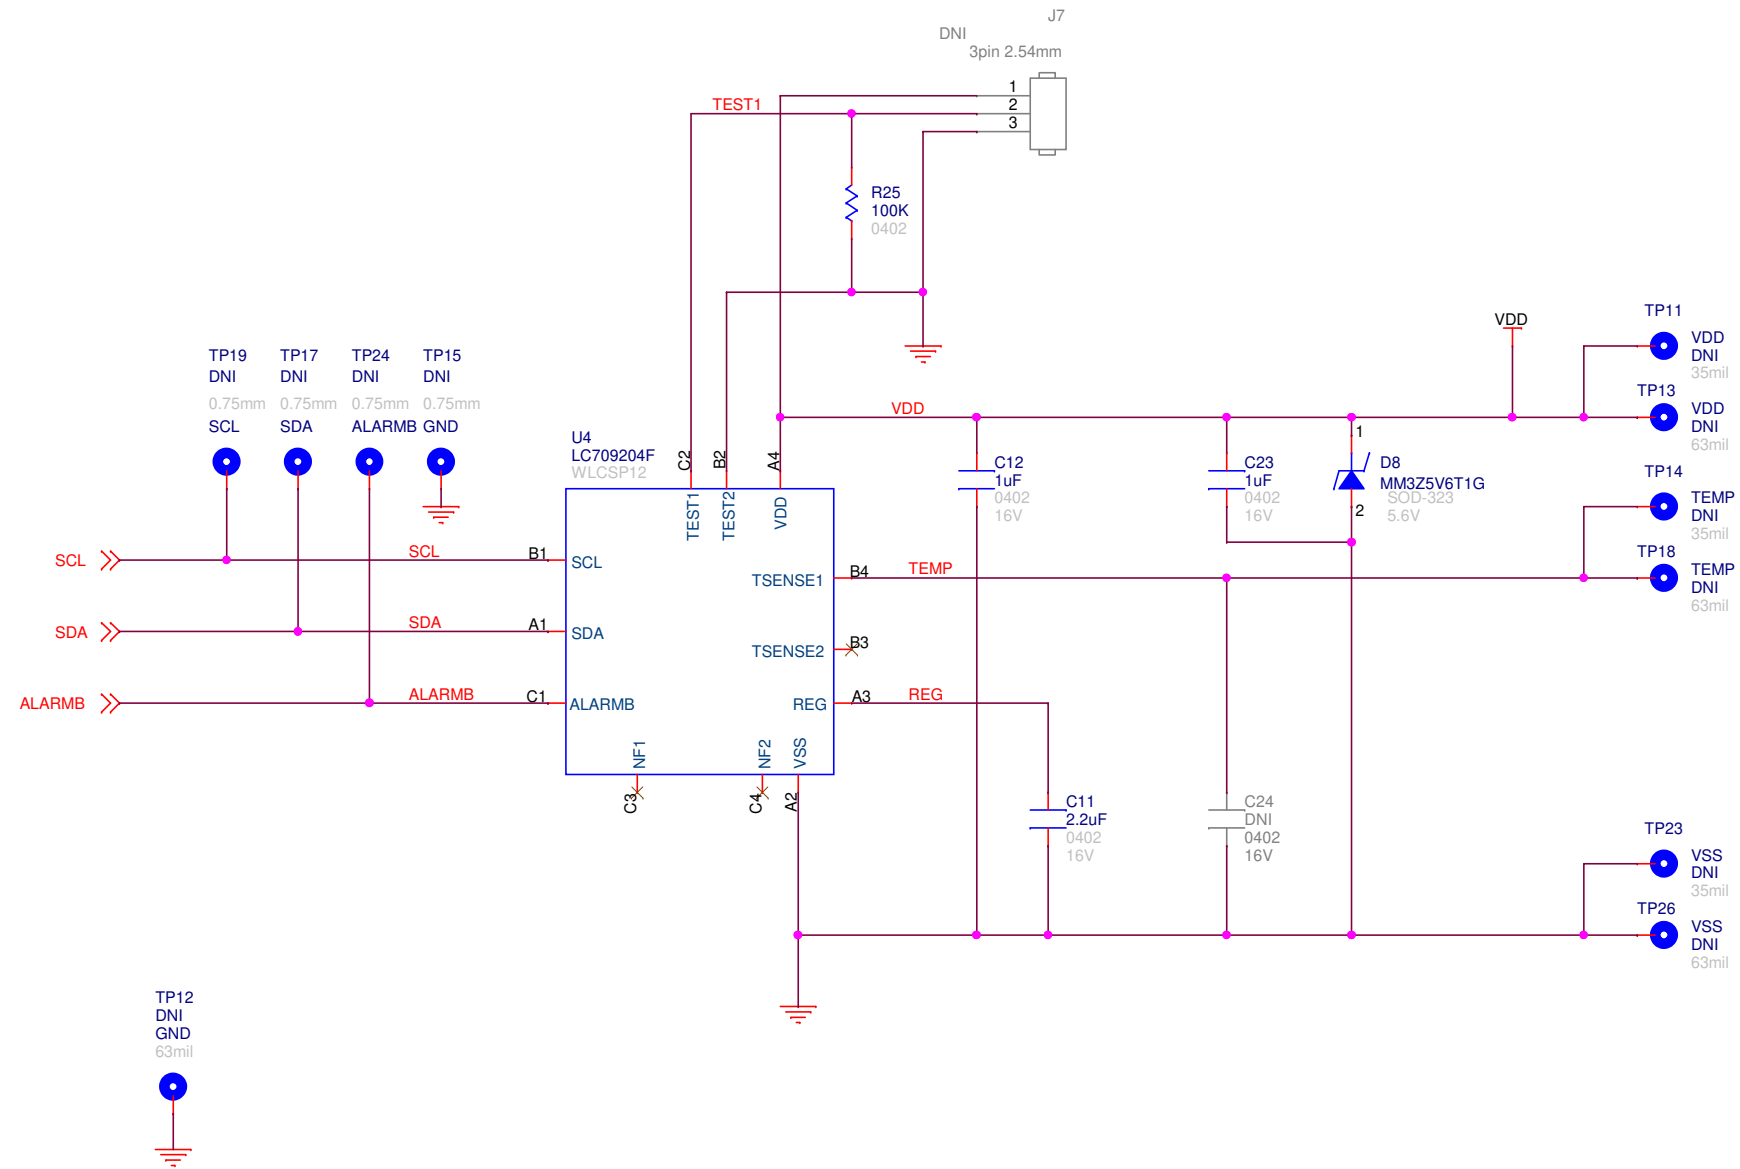 J7
DNI
3pin 2.54mm
1
2
3
TEST1
R25
100K
0402
TP19
DNI
0.75mm
SCL
TP17
DNI
0.75mm
SDA
TP24
DNI
0.75mm
ALARMB
TP15
DNI
0.75mm
GND
U4
LC709204F
WLCSP12
C2
B2
A4
TEST1
TEST2
VDD
VDD
VDD
TP11
VDD
DNI
35mil
TP13
VDD
DNI
63mil
C12
1uF
0402
16V
C23
1uF
0402
16V
1
D8
MM3Z5V6T1G
SOD-323
5.6V
2
TP14
TEMP
DNI
35mil
TP18
TEMP
DNI
63mil
SCL
SCL
B1
SCL
SDA
SDA
A1
SDA
ALARMB
ALARMB
C1
ALARMB
TSENSE1
B4
TEMP
TSENSE2
B3
REG
A3
REG
NF1
NF2
VSS
C3
C4
A2
C11
2.2uF
0402
16V
C24
DNI
0402
16V
TP23
VSS
DNI
35mil
TP26
VSS
DNI
63mil
TP12
DNI
GND
63mil